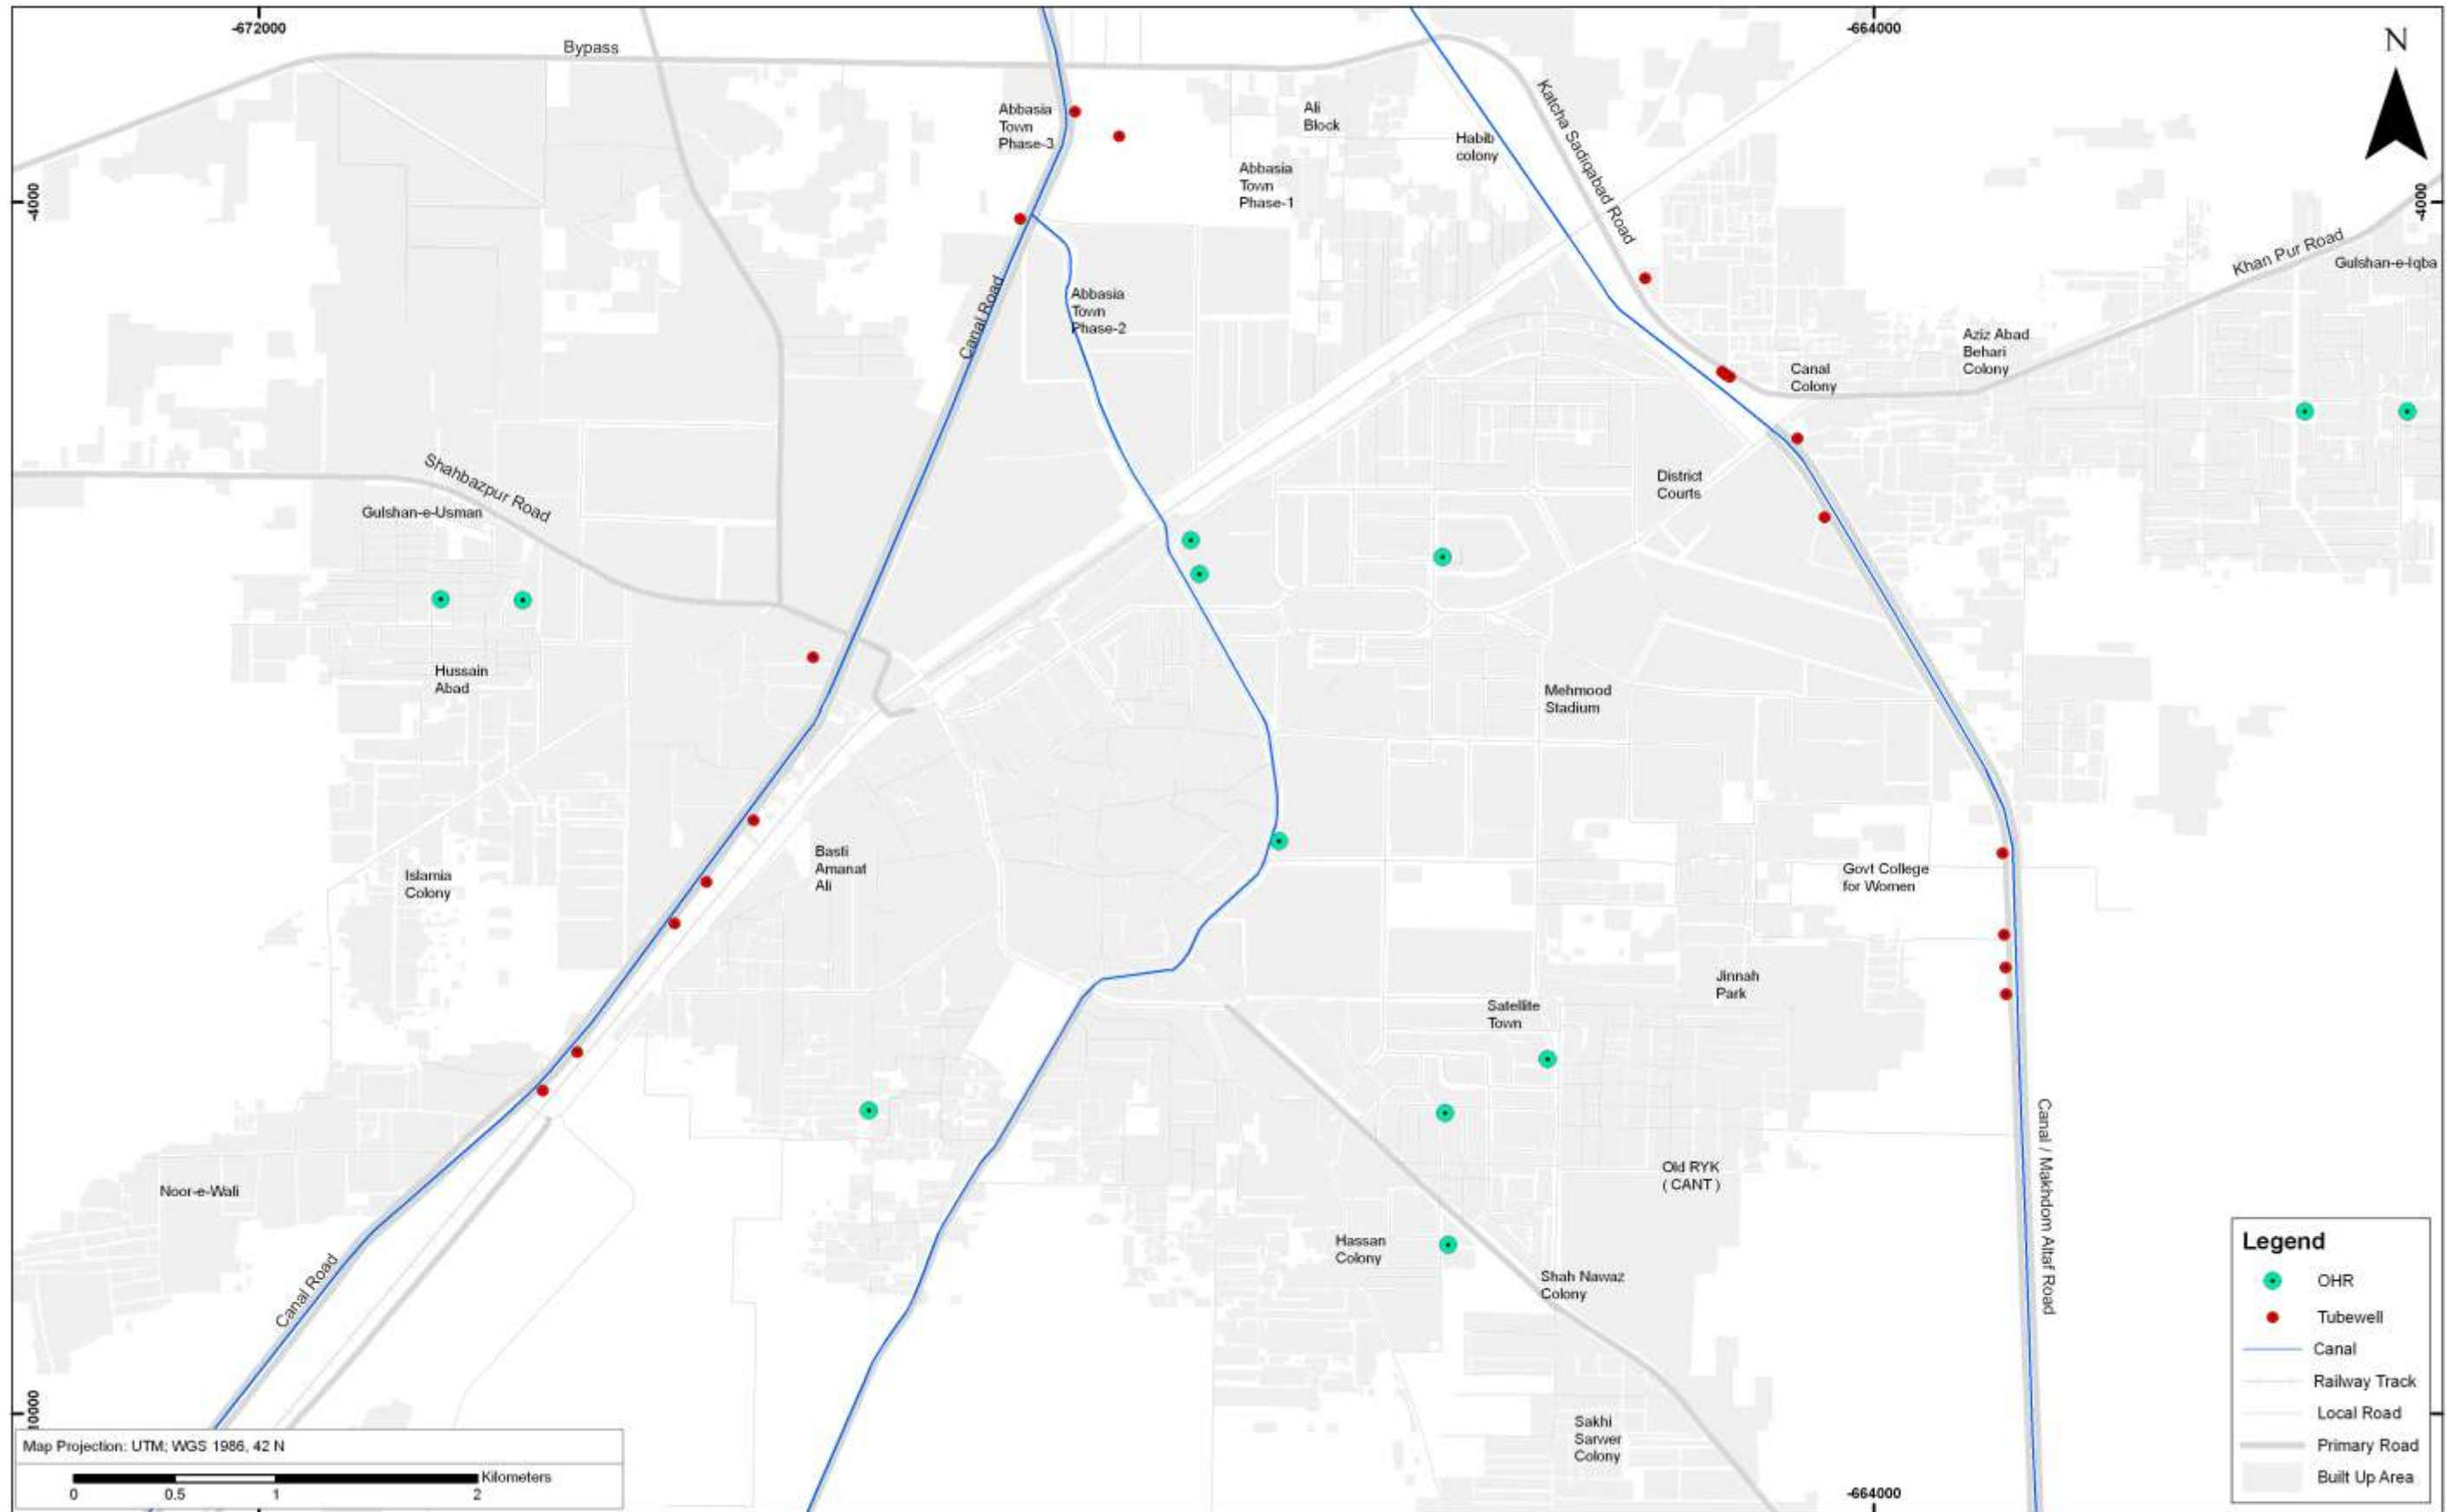 -672000
-664000
N
Bypass
Katcha Sadiqabad Road
Abbasia
Town
Phase-3
Ali
Block
Habib
colony
Abbasia
Town
Phase-1
-4000
-4000
Khan Pur Road
Gulshan-e-Iqba
Canal Road
Abbasia
Town
Phase-2
Aziz Abad
Behari
Colony
Canal
Colony
Shahbazpur Road
Gulshan-e-Usman
District
Courts
Hussain
Abad
Mehmood
Stadium
Basti
Amanat
Ali
Islamia
Colony
Govt College
for Women
Jinnah
Park
Satellite
Town
Old RYK
( CANT )
Noor-e-Wali
Canal / Makhdom Altaf Road
Hassan
Colony
Canal Road
Shah Nawaz
Colony
Sakhi
Sarwer
Colony
Map Projection: UTM; WGS 1986, 42 N
Kilometers
0 0.5 1 2
-664000
Legend
OHR
Tubewell
Canal
Railway Track
Local Road
Primary Road
Built Up Area